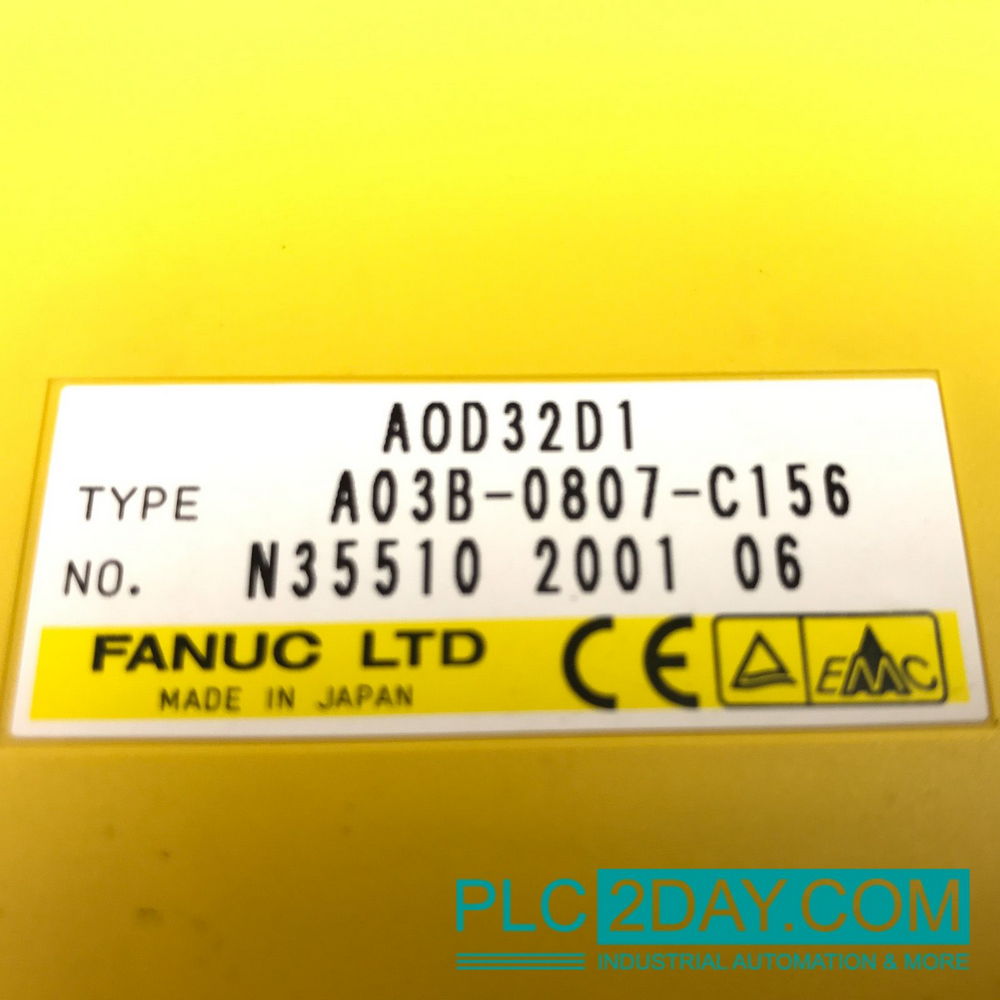 AOD32D1
TYPE A03B-0807-C156
NO. N35510 2001 06
FANUC LTD CE EMC
MADE IN JAPAN
PLC2DAY.COM
INDUSTRIAL AUTOMATION & MORE